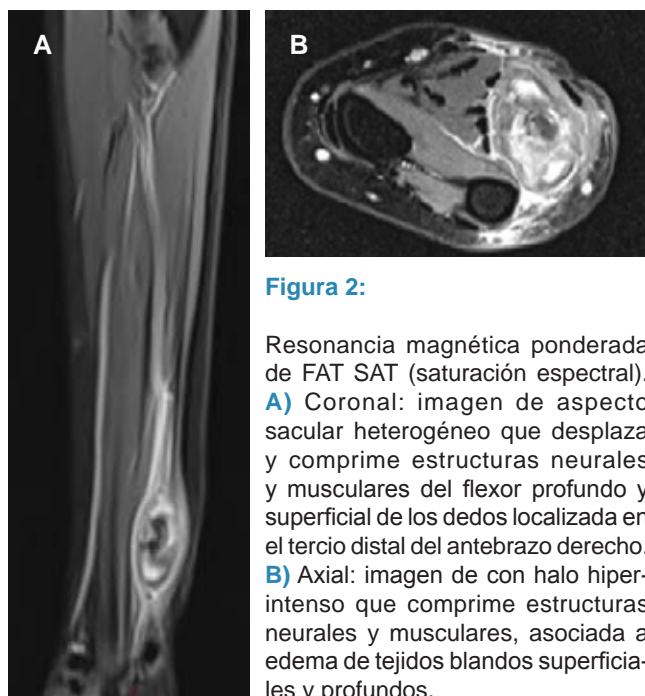 A
B
Figura 2:
Resonancia magnética ponderada
de FAT SAT (saturación espectral).
A) Coronal: imagen de aspecto
sacular heterogéneo que desplaza
y comprime estructuras neurales
y musculares del flexor profundo y
superficial de los dedos localizada en
el tercio distal del antebrazo derecho.
B) Axial: imagen de con halo hiper-
intenso que comprime estructuras
neurales y musculares, asociada a
edema de tejidos blandos superficia-
les y profundos.